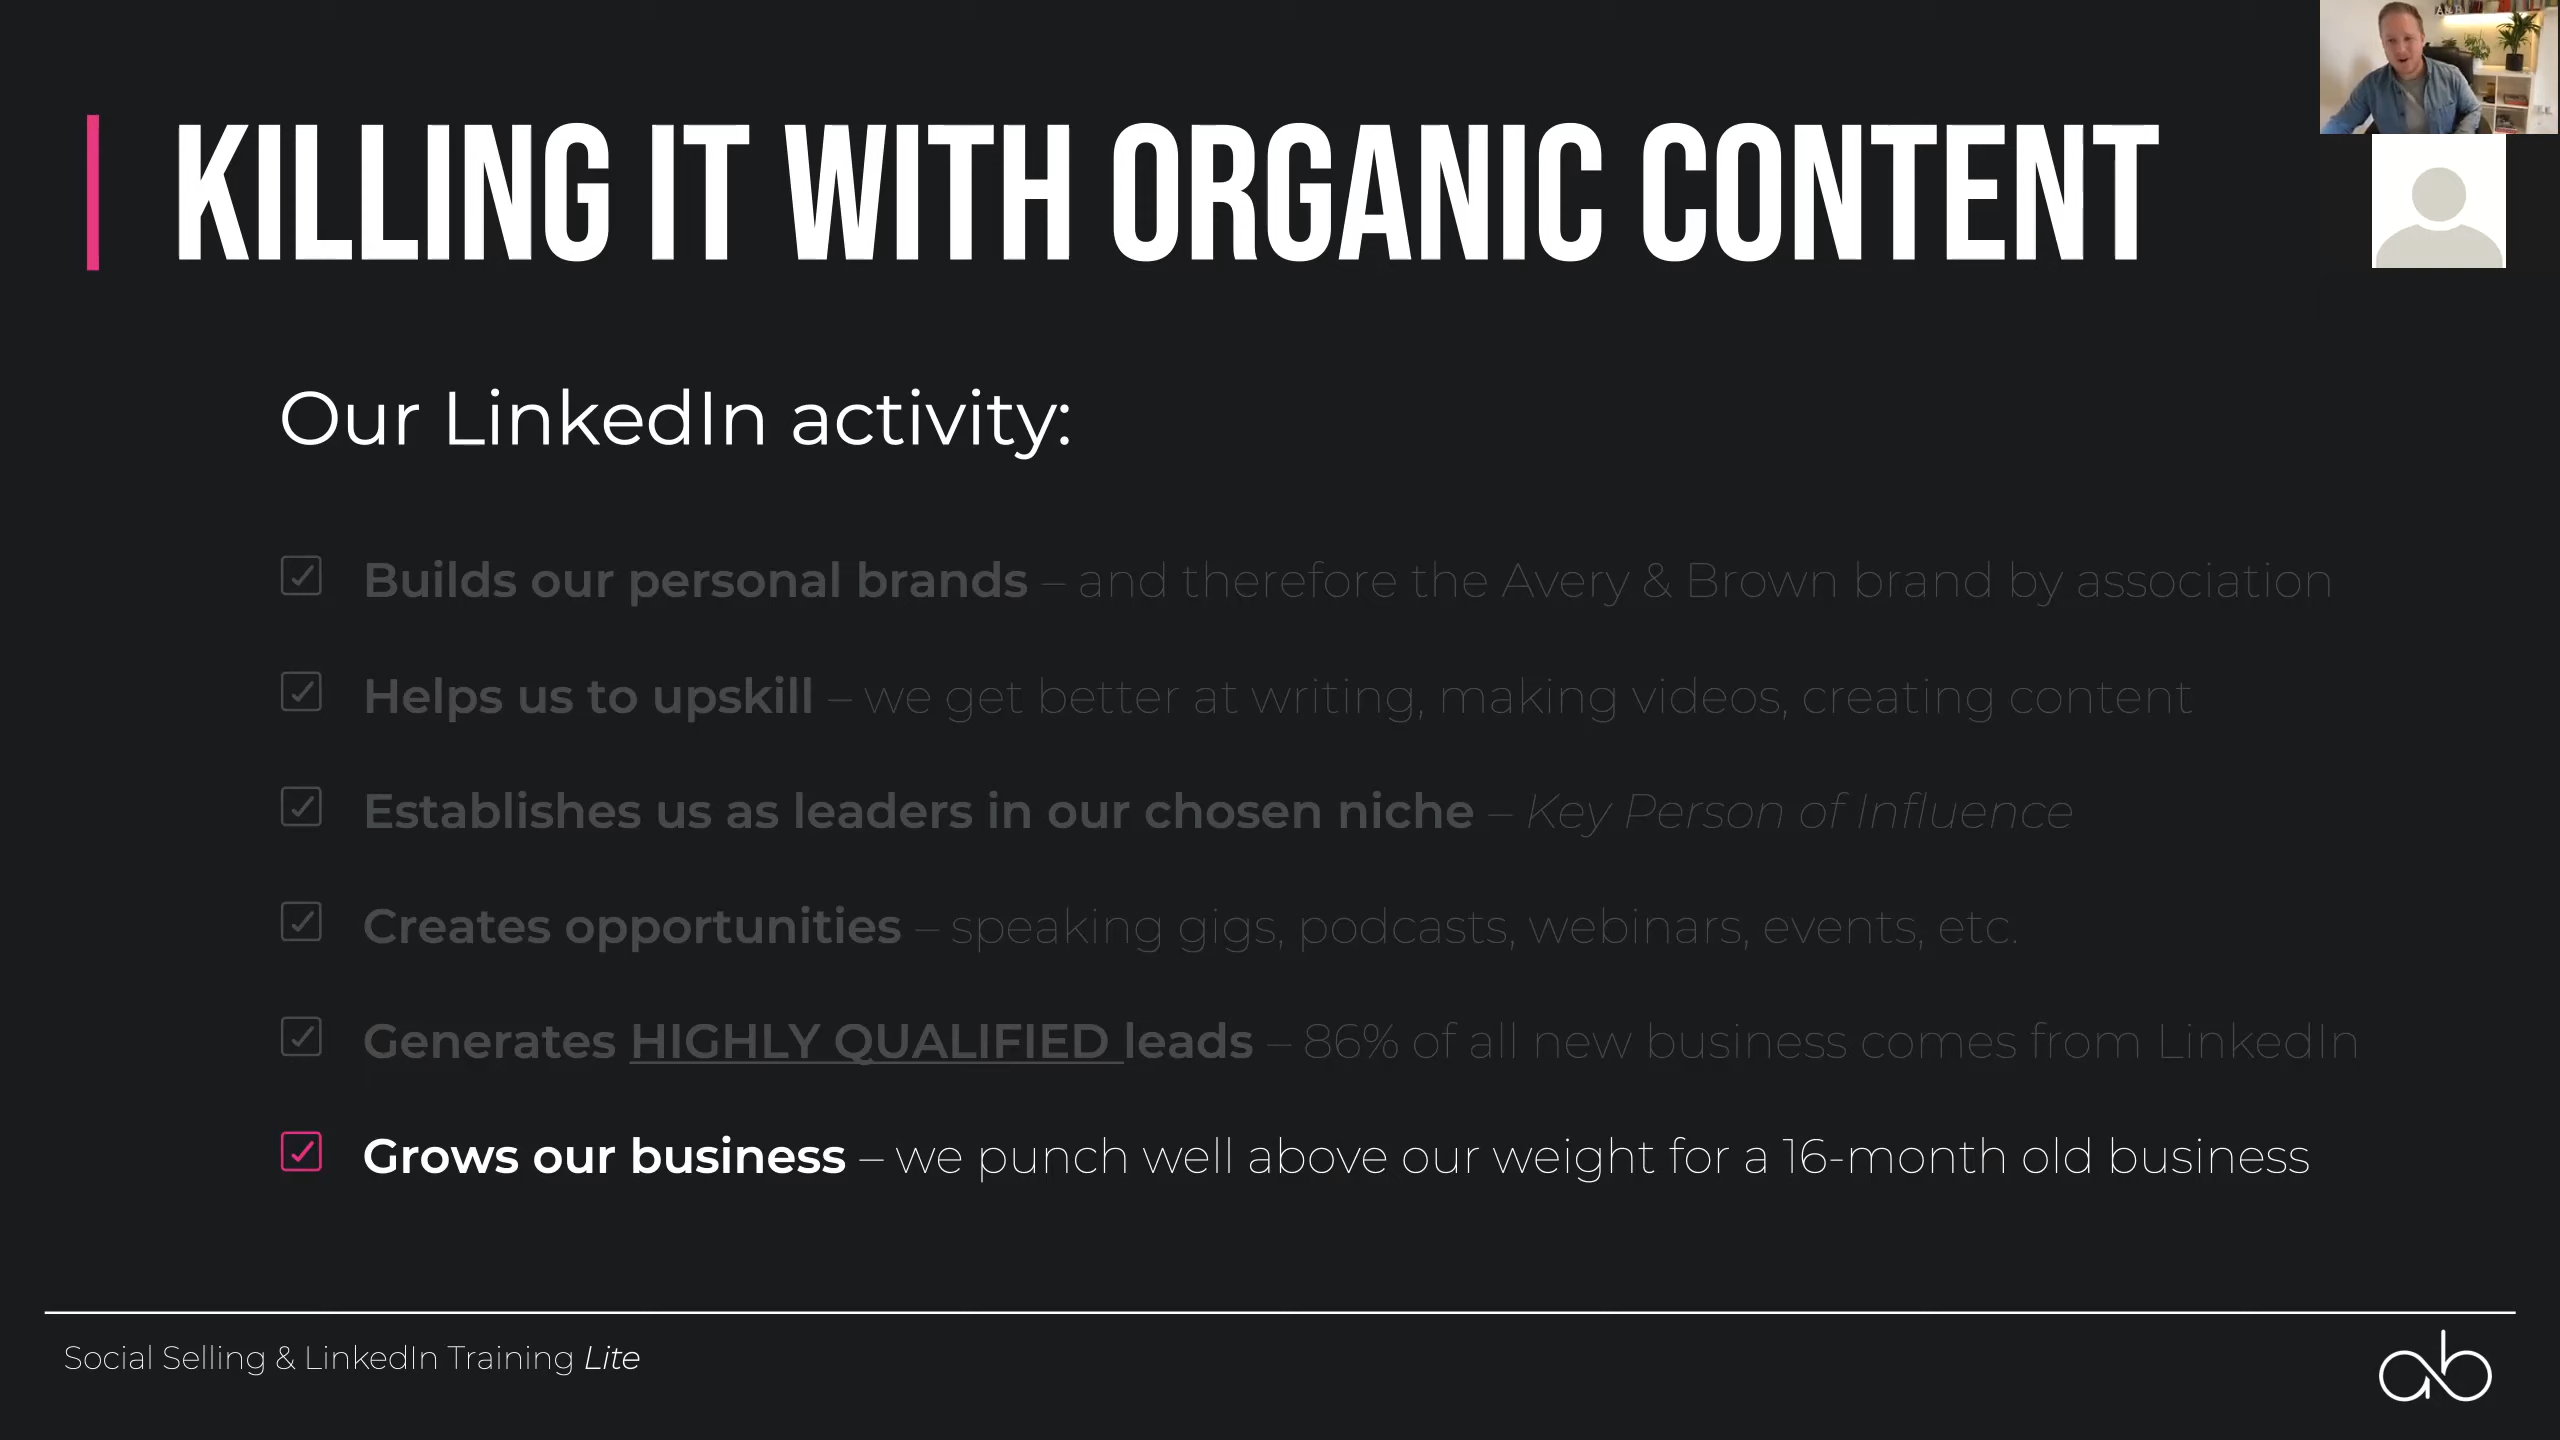 KILLING IT WITH ORGANIC CONTENT
Our LinkedIn activity:
Builds our personal brands – and therefore the Avery & Brown brand by association
Helps us to upskill – we get better at writing, making videos, creating content
Establishes us as leaders in our chosen niche – Key Person of Influence
Creates opportunities – speaking gigs, podcasts, webinars, events, etc.
Generates HIGHLY QUALIFIED leads – 86% of all new business comes from LinkedIn
Grows our business – we punch well above our weight for a 16-month old business
Social Selling & LinkedIn Training Lite
ab